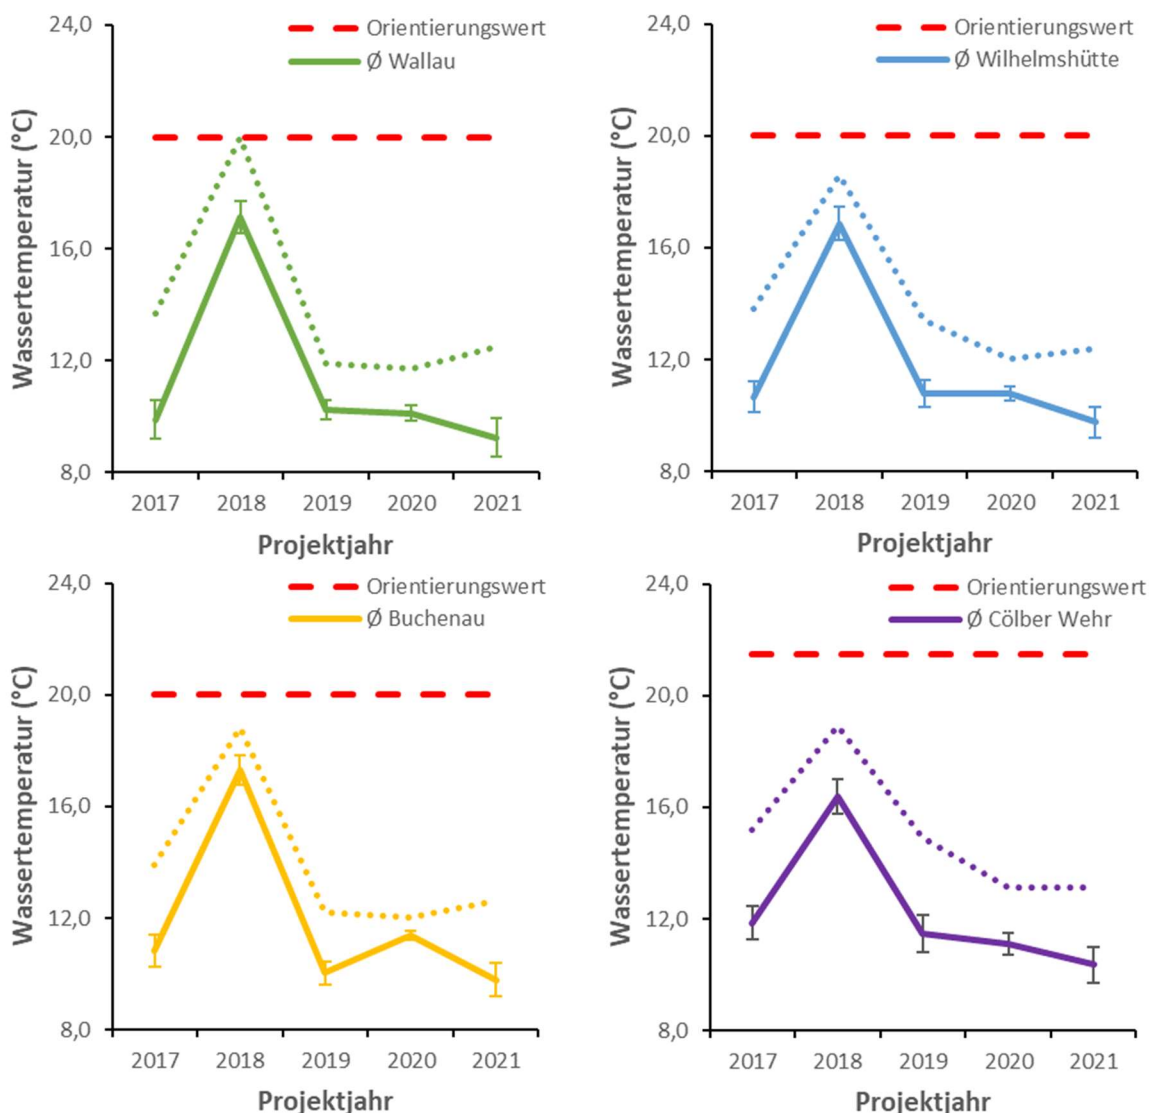 24,0
20,0
16,0
12,0
8,0
Wassertemperatur (°C)
Orientierungswert
Ø Wallau
2017 2018 2019 2020 2021
Projektjahr
24,0
20,0
16,0
12,0
8,0
Wassertemperatur (°C)
Orientierungswert
Ø Wilhelmshütte
2017 2018 2019 2020 2021
Projektjahr
24,0
20,0
16,0
12,0
8,0
Wassertemperatur (°C)
Orientierungswert
Ø Buchenau
2017 2018 2019 2020 2021
Projektjahr
24,0
20,0
16,0
12,0
8,0
Wassertemperatur (°C)
Orientierungswert
Ø Cölber Wehr
2017 2018 2019 2020 2021
Projektjahr